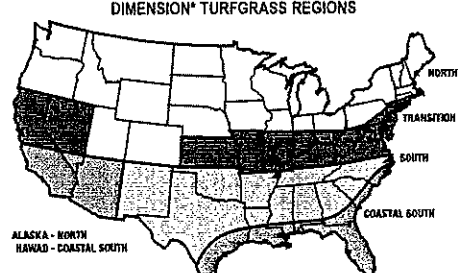 DIMENSION* TURFGRASS REGIONS
NORTH
TRANSITION
SOUTH
COASTAL SOUTH
ALASKA - NORTH
HAWAII - COASTAL SOUTH